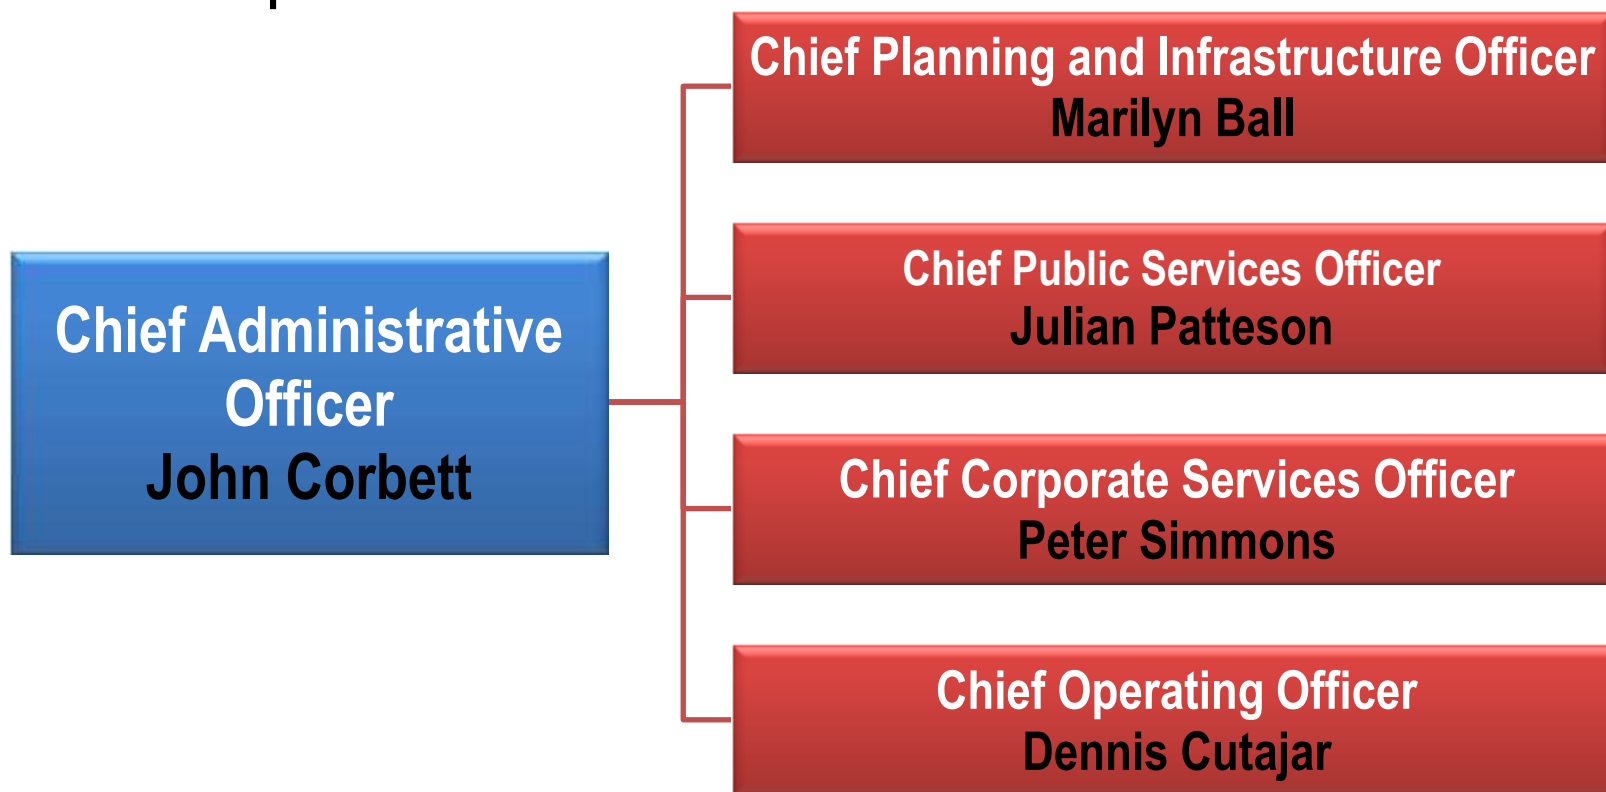 Chief Administrative
Officer
John Corbett
Chief Planning and Infrastructure Officer
Marilyn Ball
Chief Public Services Officer
Julian Patteson
Chief Corporate Services Officer
Peter Simmons
Chief Operating Officer
Dennis Cutajar